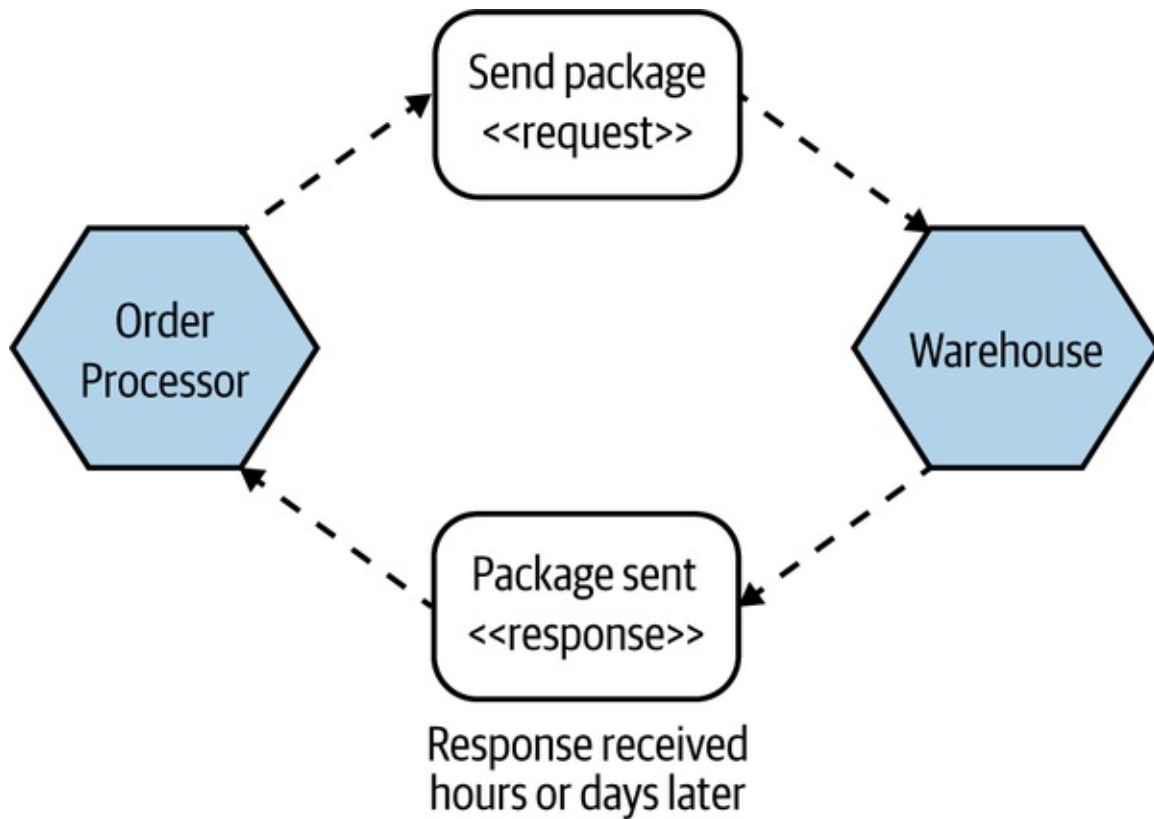 Send package
<<request>>
Order
Processor
Warehouse
Package sent
<<response>>
Response received
hours or days later